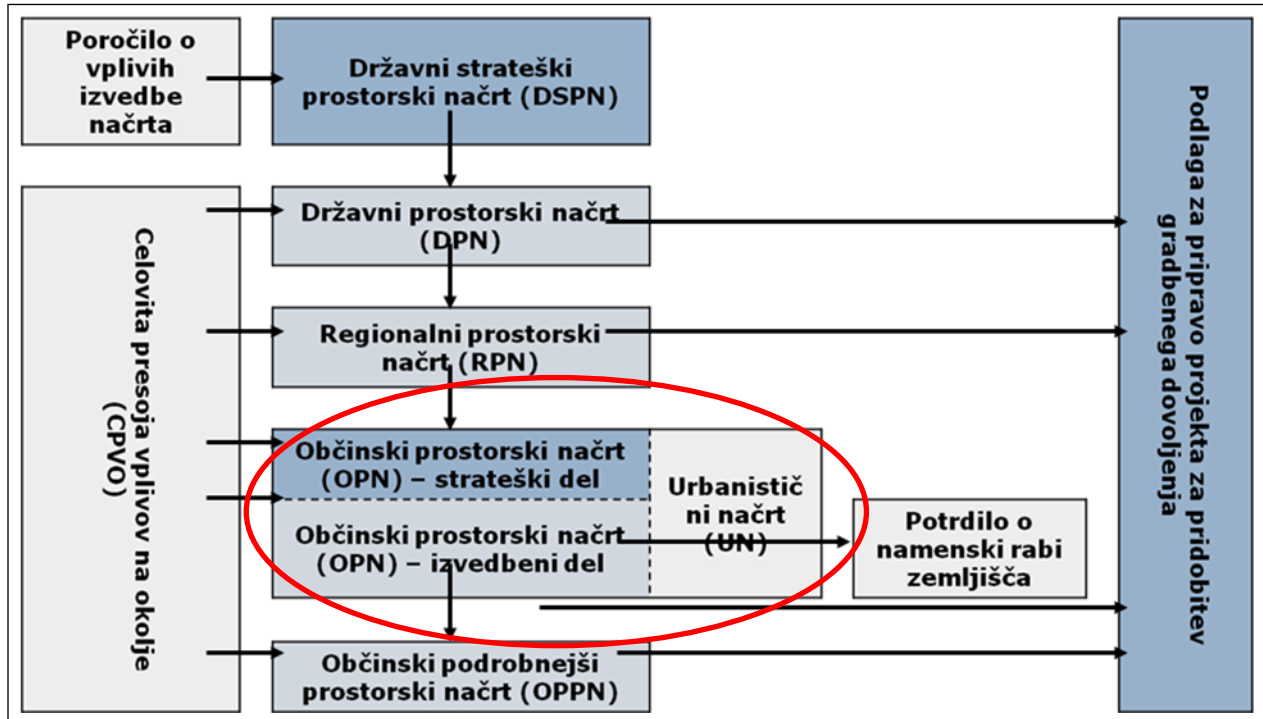 Poročilo o
vplivih
izvedbe
načrta
Državni strateški
prostorski načrt (DSPN)
Celovita presoja vplivov na okolje
(CPVO)
Državni prostorski načrt
(DPN)
Regionalni prostorski
načrt (RPN)
Občinski prostorski načrt
(OPN) – strateški del
Občinski prostorski načrt
(OPN) – izvedbeni del
Urbanistič
ni načrt
(UN)
Potrdilo o
namenski rabi
zemljišča
Občinski podrobnejši
prostorski načrt (OPPN)
Podlaga za pripravo projekta za pridobitev
gradbenega dovoljenja